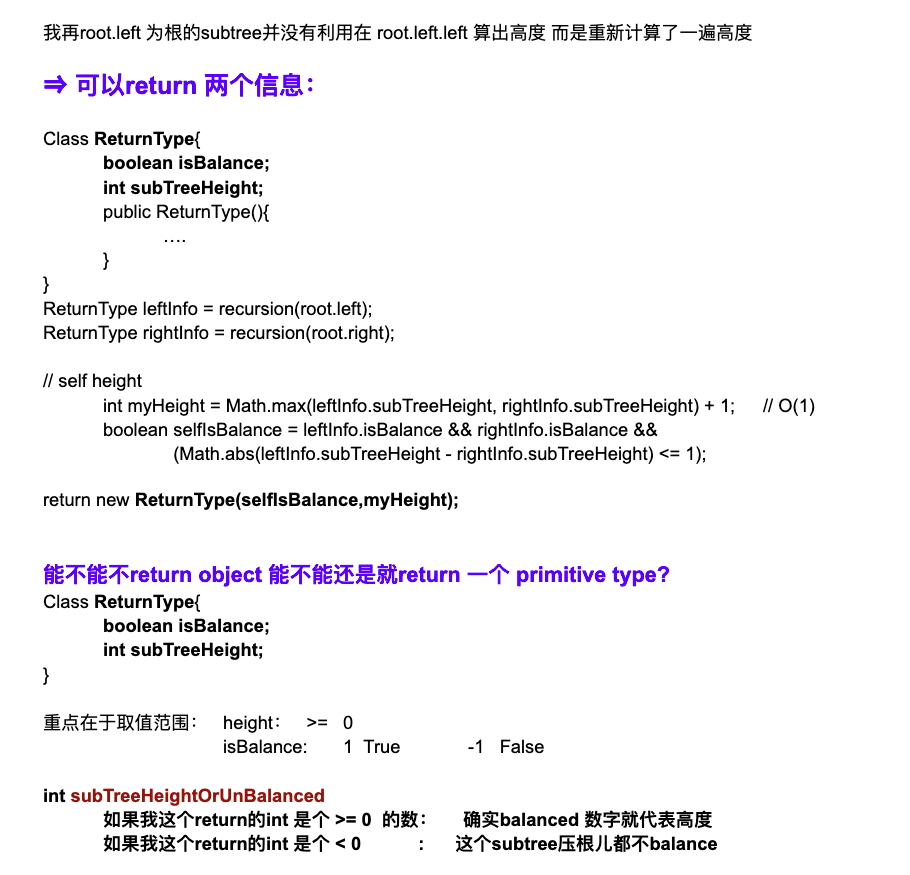 我再root.left 为根的subtree并没有利用在 root.left.left 算出高度 而是重新计算了一遍高度
⇒ 可以return 两个信息：
Class ReturnType{
boolean isBalance;
int subTreeHeight;
public ReturnType(){
….
}
}
ReturnType leftInfo = recursion(root.left);
ReturnType rightInfo = recursion(root.right);
// self height
int myHeight = Math.max(leftInfo.subTreeHeight, rightInfo.subTreeHeight) + 1; // O(1)
boolean selfIsBalance = leftInfo.isBalance && rightInfo.isBalance &&
(Math.abs(leftInfo.subTreeHeight - rightInfo.subTreeHeight) <= 1);
return new ReturnType(selfIsBalance,myHeight);
能不能不return object 能不能还是就return 一个 primitive type?
Class ReturnType{
boolean isBalance;
int subTreeHeight;
}
重点在于取值范围： height： >= 0
isBalance: 1 True -1 False
int subTreeHeightOrUnBalanced
如果我这个return的int 是个 >= 0 的数： 确实balanced 数字就代表高度
如果我这个return的int 是个 < 0 : 这个subtree压根儿都不balance